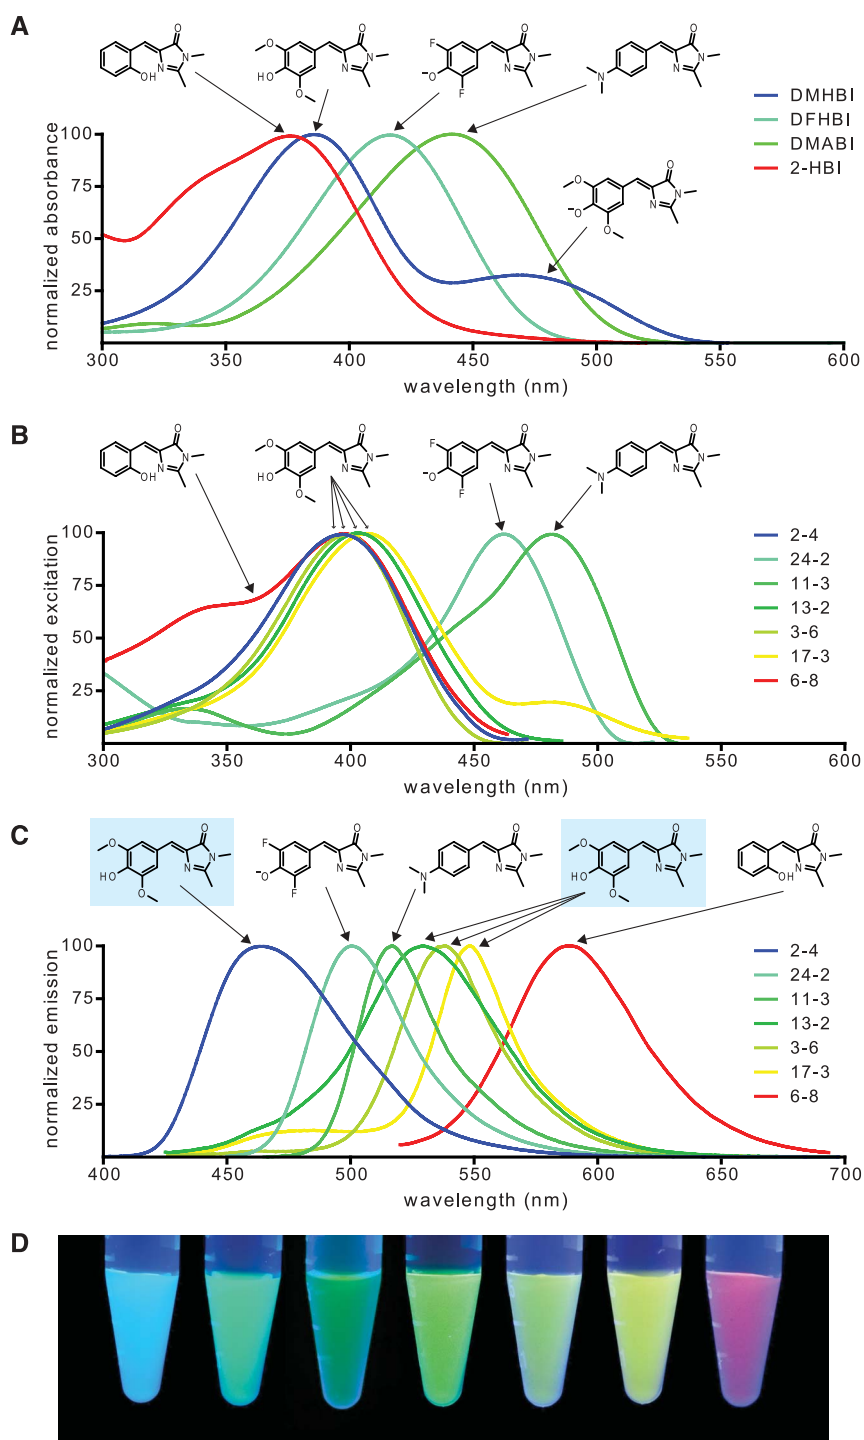 A
O N N OH
O HO O O N N
F ⁻O F O N N
N O N N
DMHBI
DFHBI
DMABI
2-HBI
O ⁻O O O N N
normalized absorbance
100
75
50
25
300 350 400 450 500 550 600
wavelength (nm)
B
O N N OH
O HO O O N N
F ⁻O F O N N
N O N N
2-4
24-2
11-3
13-2
3-6
17-3
6-8
normalized excitation
100
75
50
25
300 350 400 450 500 550 600
wavelength (nm)
C
O HO O O N N
F ⁻O F O N N
N O N N
O HO O O N N
O N N OH
2-4
24-2
11-3
13-2
3-6
17-3
6-8
normalized emission
100
75
50
25
400 450 500 550 600 650 700
wavelength (nm)
D